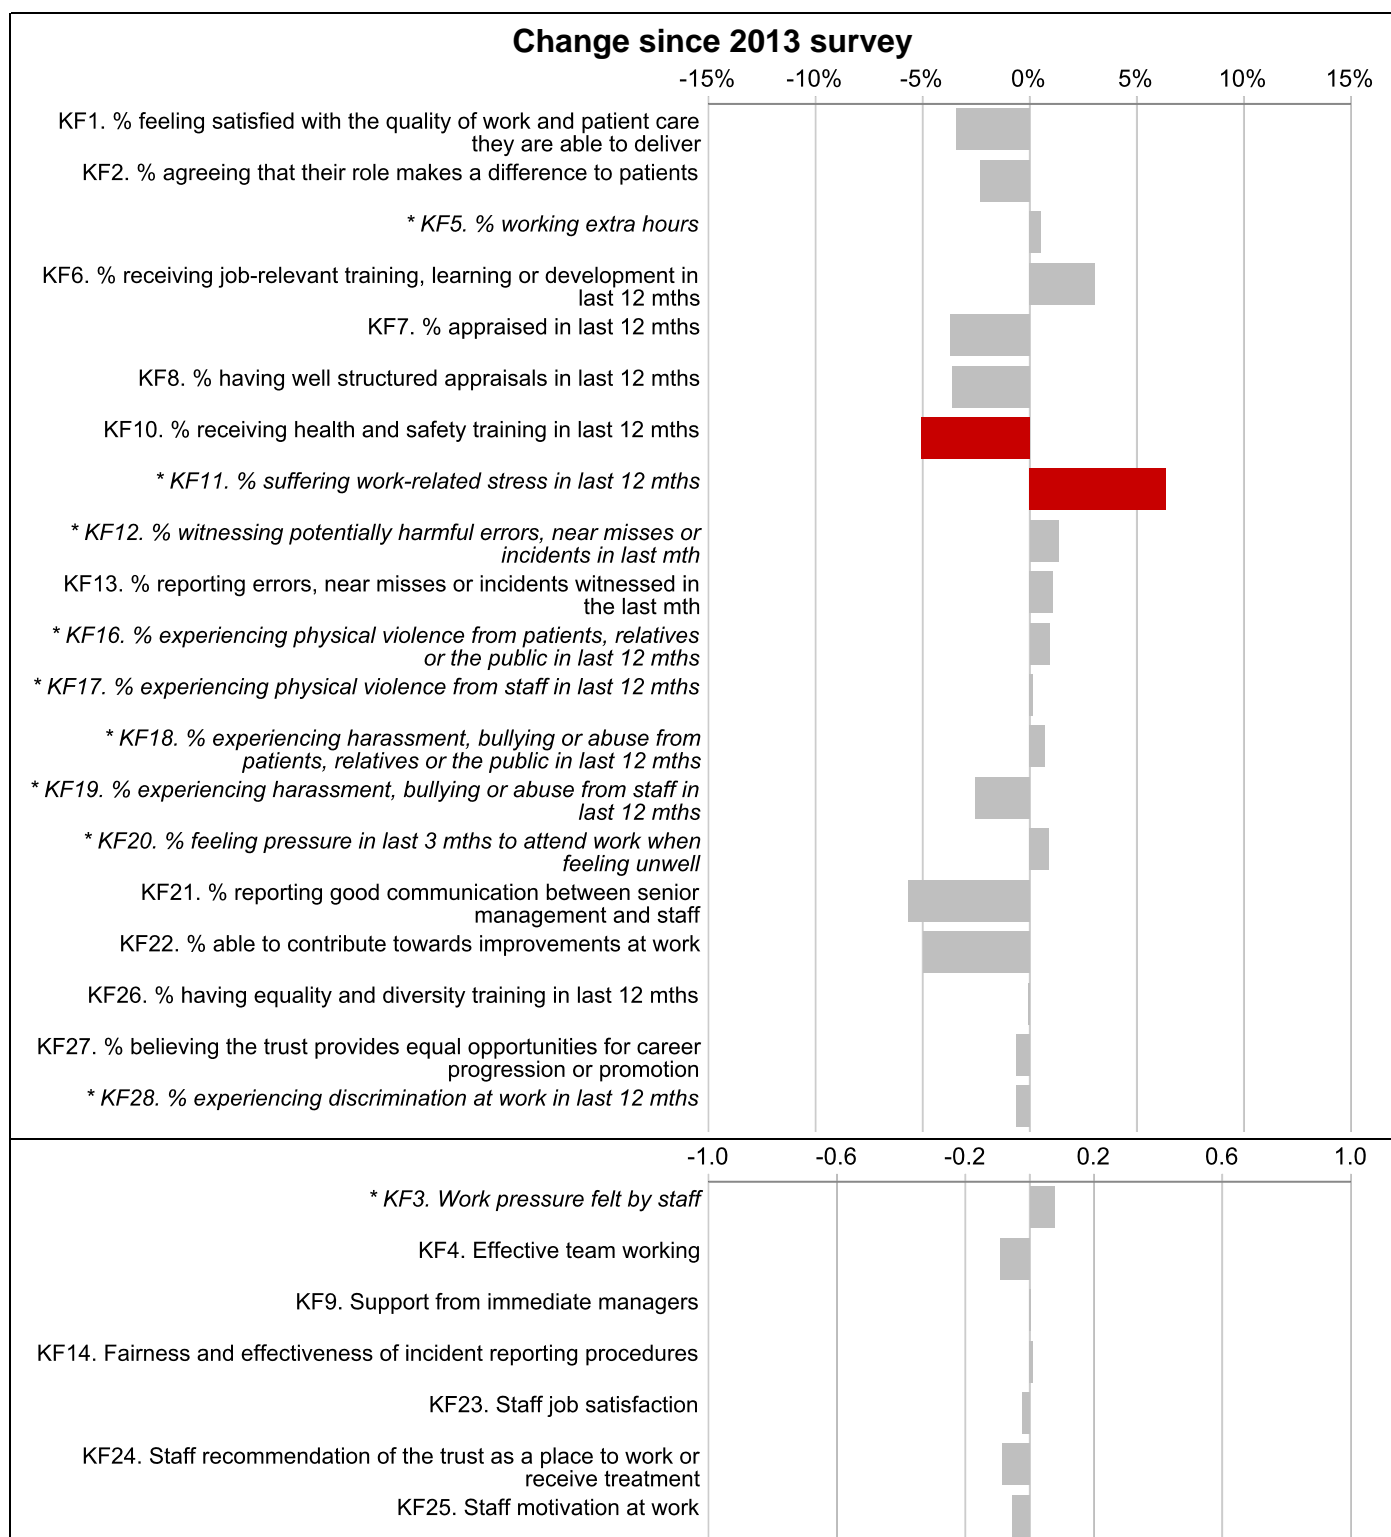 Change since 2013 survey
-15% -10% -5% 0% 5% 10% 15%
KF1. % feeling satisfied with the quality of work and patient care
they are able to deliver
KF2. % agreeing that their role makes a difference to patients
* KF5. % working extra hours
KF6. % receiving job-relevant training, learning or development in
last 12 mths
KF7. % appraised in last 12 mths
KF8. % having well structured appraisals in last 12 mths
KF10. % receiving health and safety training in last 12 mths
* KF11. % suffering work-related stress in last 12 mths
* KF12. % witnessing potentially harmful errors, near misses or
incidents in last mth
KF13. % reporting errors, near misses or incidents witnessed in
the last mth
* KF16. % experiencing physical violence from patients, relatives
or the public in last 12 mths
* KF17. % experiencing physical violence from staff in last 12 mths
* KF18. % experiencing harassment, bullying or abuse from
patients, relatives or the public in last 12 mths
* KF19. % experiencing harassment, bullying or abuse from staff in
last 12 mths
* KF20. % feeling pressure in last 3 mths to attend work when
feeling unwell
KF21. % reporting good communication between senior
management and staff
KF22. % able to contribute towards improvements at work
KF26. % having equality and diversity training in last 12 mths
KF27. % believing the trust provides equal opportunities for career
progression or promotion
* KF28. % experiencing discrimination at work in last 12 mths
-1.0 -0.6 -0.2 0.2 0.6 1.0
* KF3. Work pressure felt by staff
KF4. Effective team working
KF9. Support from immediate managers
KF14. Fairness and effectiveness of incident reporting procedures
KF23. Staff job satisfaction
KF24. Staff recommendation of the trust as a place to work or
receive treatment
KF25. Staff motivation at work